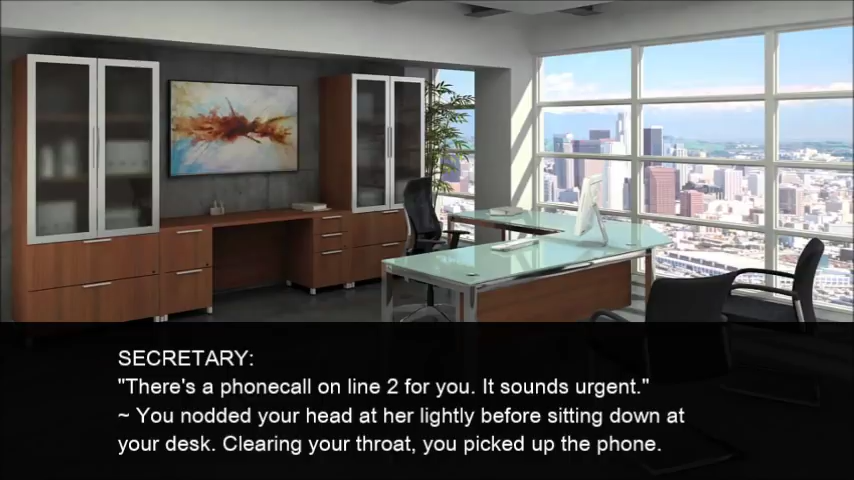 SECRETARY:
"There's a phonecall on line 2 for you. It sounds urgent."
~ You nodded your head at her lightly before sitting down at
your desk. Clearing your throat, you picked up the phone.